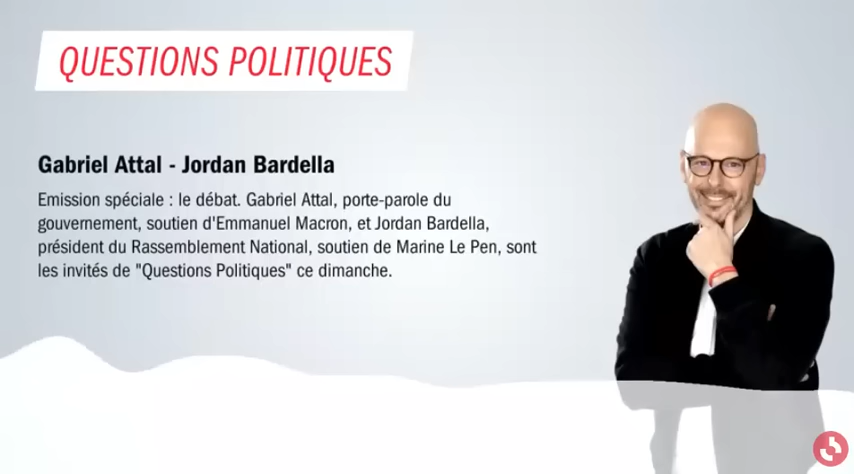 QUESTIONS POLITIQUES
Gabriel Attal - Jordan Bardella
Emission spéciale : le débat. Gabriel Attal, porte-parole du
gouvernement, soutien d'Emmanuel Macron, et Jordan Bardella,
président du Rassemblement National, soutien de Marine Le Pen, sont
les invités de "Questions Politiques" ce dimanche.